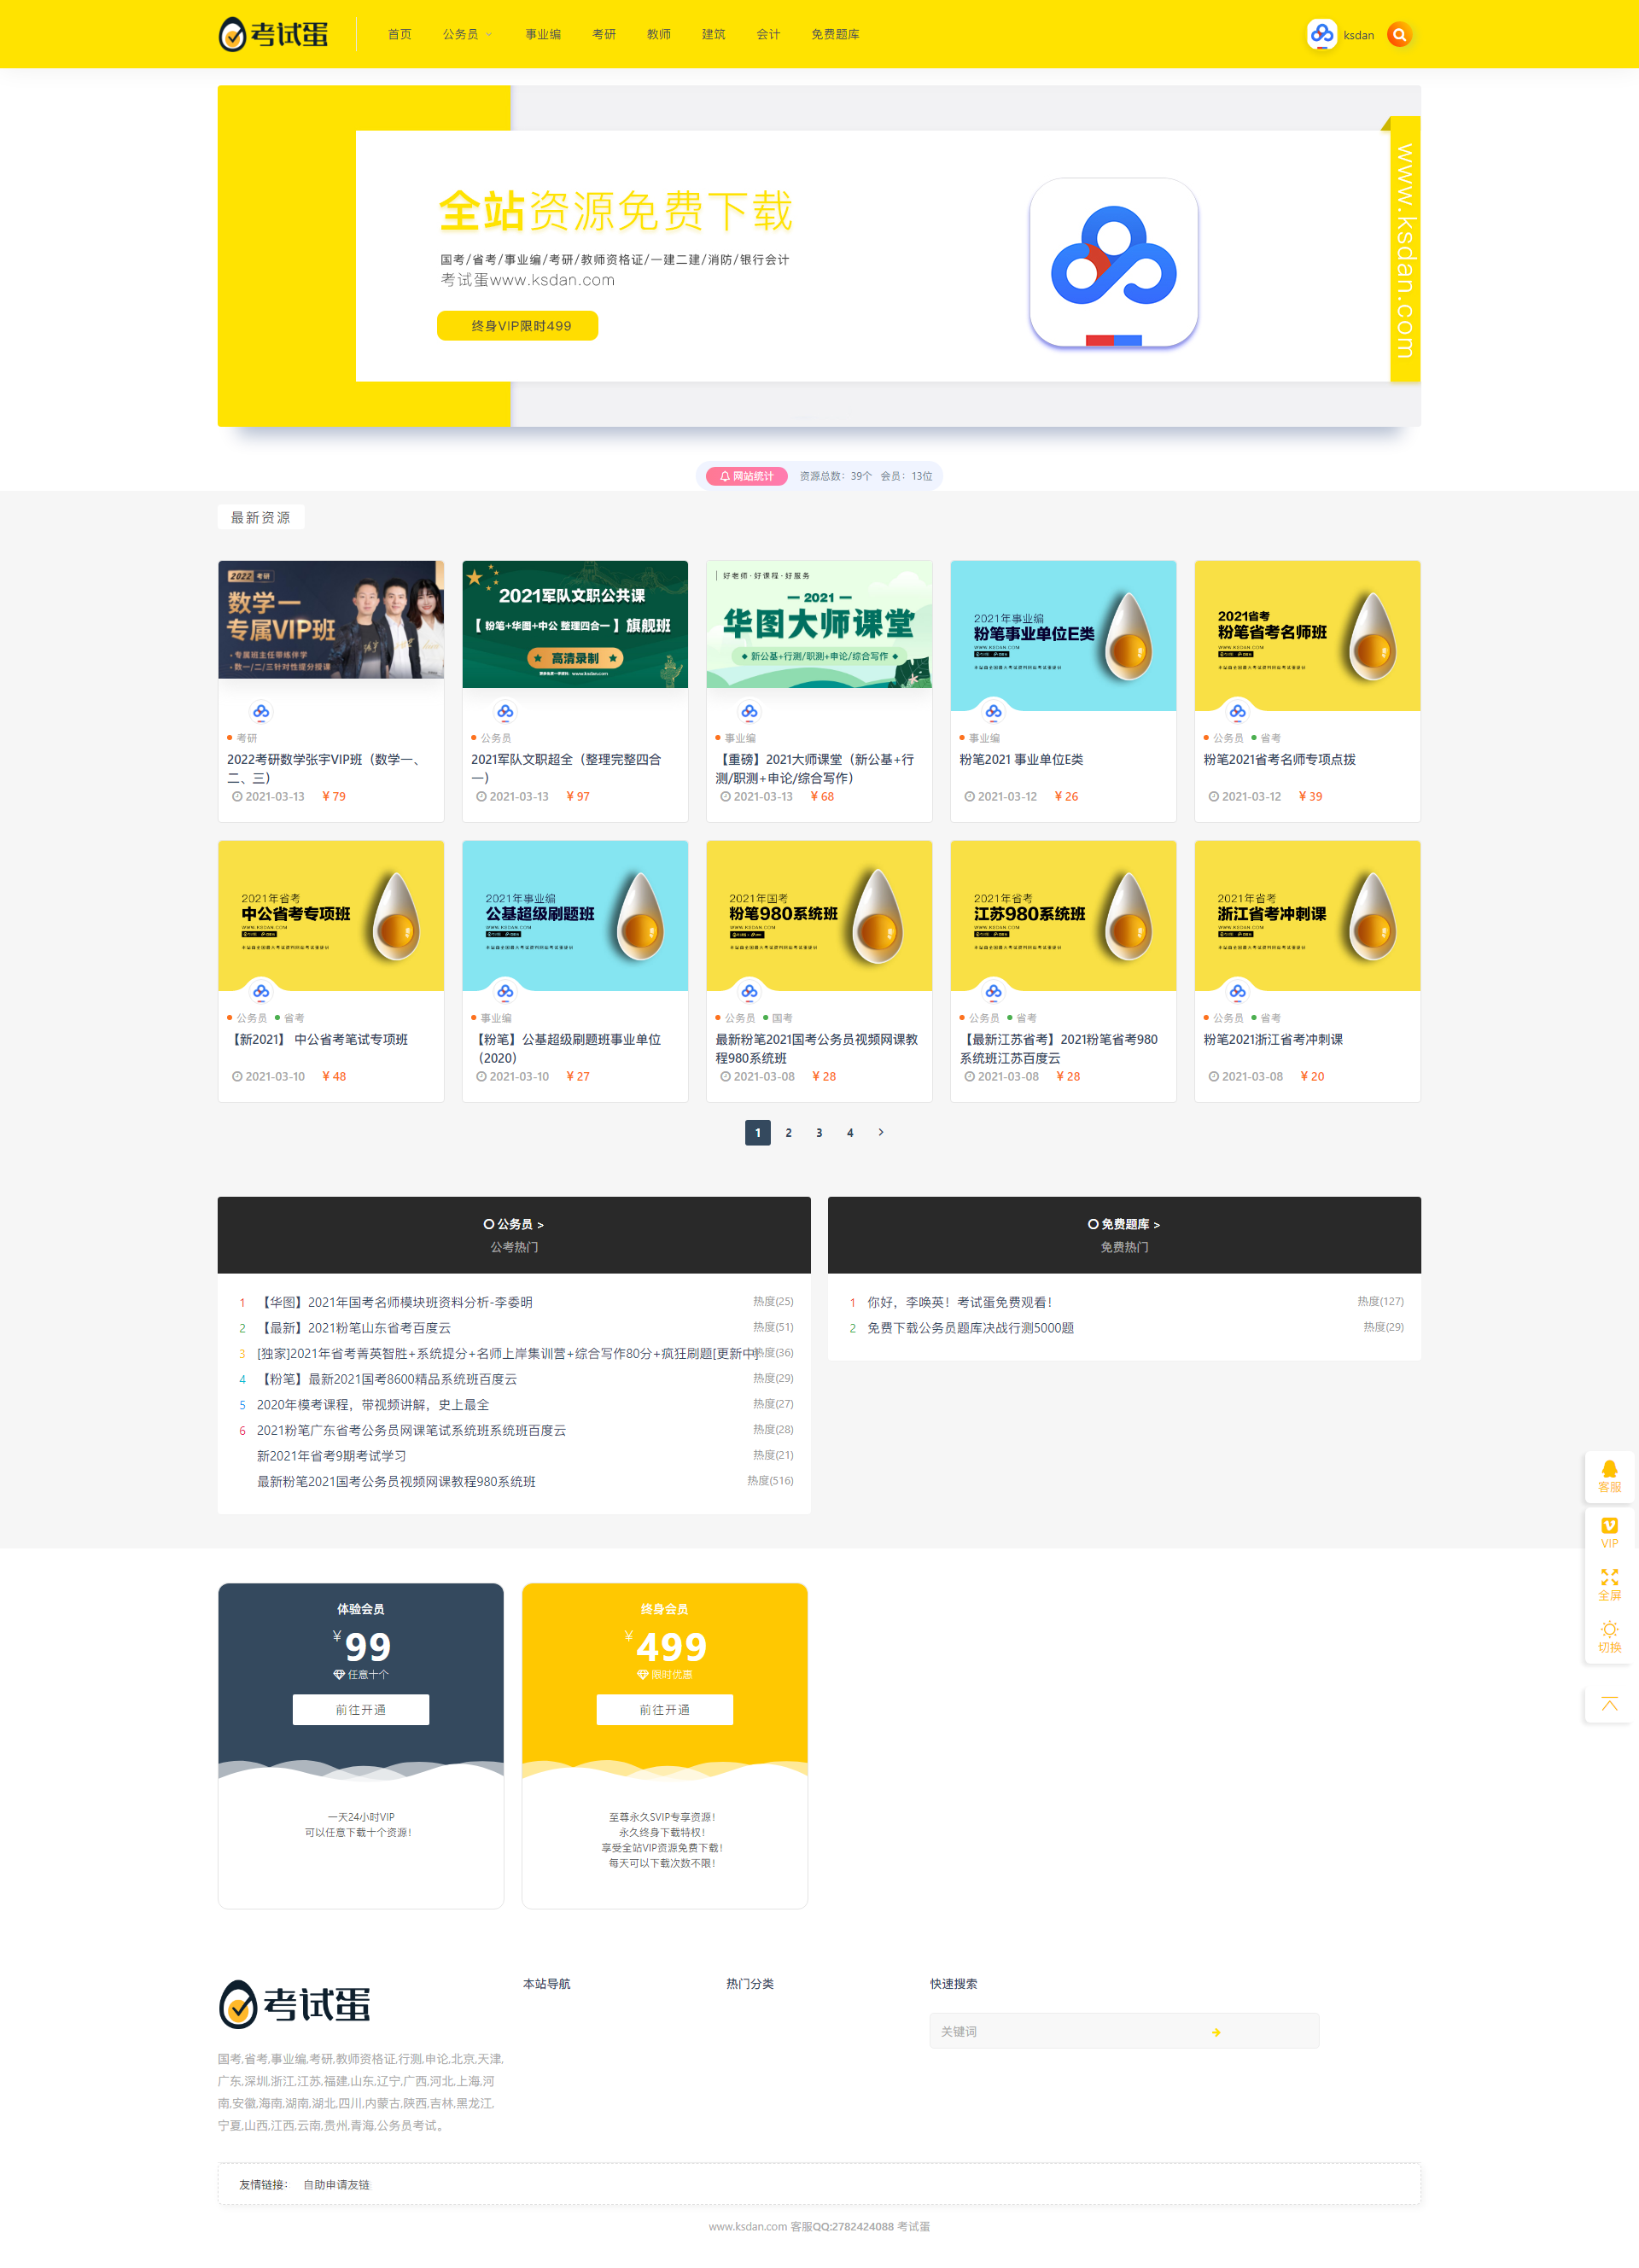 考试蛋
首页 公务员 事业编 考研 教师 建筑 会计 免费题库
ksdan
全站资源免费下载
国考/省考/事业编/考研/教师资格证/一建二建/消防/银行会计
考试蛋www.ksdan.com
终身VIP限时499
www.ksdan.com
网站统计 资源总数：39个 会员：13位
最新资源
2022 考研
数学一
专属VIP班
·专属班主任带练伴学
·数一/二/三针对性提分授课
2021军队文职公共课
【 粉笔+华图+中公 整理四合一 】旗舰班
★ 高清录制 ★
好老师·好课程·好服务
2021
华图大师课堂
新公基+行测/职测+申论/综合写作
2021年事业编
粉笔事业单位E类
WWW.KSDAN.COM
2021省考
粉笔省考名师班
WWW.KSDAN.COM
考研
2022考研数学张宇VIP班（数学一、
二、三）
2021-03-13 ¥ 79
公务员
2021军队文职超全（整理完整四合
一）
2021-03-13 ¥ 97
事业编
【重磅】2021大师课堂（新公基+行
测/职测+申论/综合写作）
2021-03-13 ¥ 68
事业编
粉笔2021 事业单位E类
2021-03-12 ¥ 26
公务员 省考
粉笔2021省考名师专项点拨
2021-03-12 ¥ 39
2021年省考
中公省考专项班
WWW.KSDAN.COM
2021年事业编
公基超级刷题班
WWW.KSDAN.COM
2021年国考
粉笔980系统班
WWW.KSDAN.COM
2021年省考
江苏980系统班
WWW.KSDAN.COM
2021年省考
浙江省考冲刺课
WWW.KSDAN.COM
公务员 省考
【新2021】 中公省考笔试专项班
2021-03-10 ¥ 48
事业编
【粉笔】公基超级刷题班事业单位
（2020）
2021-03-10 ¥ 27
公务员 国考
最新粉笔2021国考公务员视频网课教
程980系统班
2021-03-08 ¥ 28
公务员 省考
【最新江苏省考】2021粉笔省考980
系统班江苏百度云
2021-03-08 ¥ 28
公务员 省考
粉笔2021浙江省考冲刺课
2021-03-08 ¥ 20
1 2 3 4 >
公务员 >
公考热门
1 【华图】2021年国考名师模块班资料分析-李委明 热度(25)
2 【最新】2021粉笔山东省考百度云 热度(51)
3 [独家]2021年省考菁英智胜+系统提分+名师上岸集训营+综合写作80分+疯狂刷题[更新中] 热度(36)
4 【粉笔】最新2021国考8600精品系统班百度云 热度(29)
5 2020年模考课程，带视频讲解，史上最全 热度(27)
6 2021粉笔广东省考公务员网课笔试系统班系统班百度云 热度(28)
新2021年省考9期考试学习 热度(21)
最新粉笔2021国考公务员视频网课教程980系统班 热度(516)
免费题库 >
免费热门
1 你好，李唤英！考试蛋免费观看！ 热度(127)
2 免费下载公务员题库决战行测5000题 热度(29)
客服
VIP
全屏
切换
体验会员
¥99
任意十个
前往开通
一天24小时VIP
可以任意下载十个资源！
终身会员
¥499
限时优惠
前往开通
至尊永久SVIP专享资源！
永久终身下载特权！
享受全站VIP资源免费下载！
每天可以下载次数不限！
考试蛋
国考,省考,事业编,考研,教师资格证,行测,申论,北京,天津,
广东,深圳,浙江,江苏,福建,山东,辽宁,广西,河北,上海,河
南,安徽,海南,湖南,湖北,四川,内蒙古,陕西,吉林,黑龙江,
宁夏,山西,江西,云南,贵州,青海,公务员考试。
本站导航
热门分类
快速搜索
关键词
友情链接： 自助申请友链
www.ksdan.com 客服QQ:2782424088 考试蛋